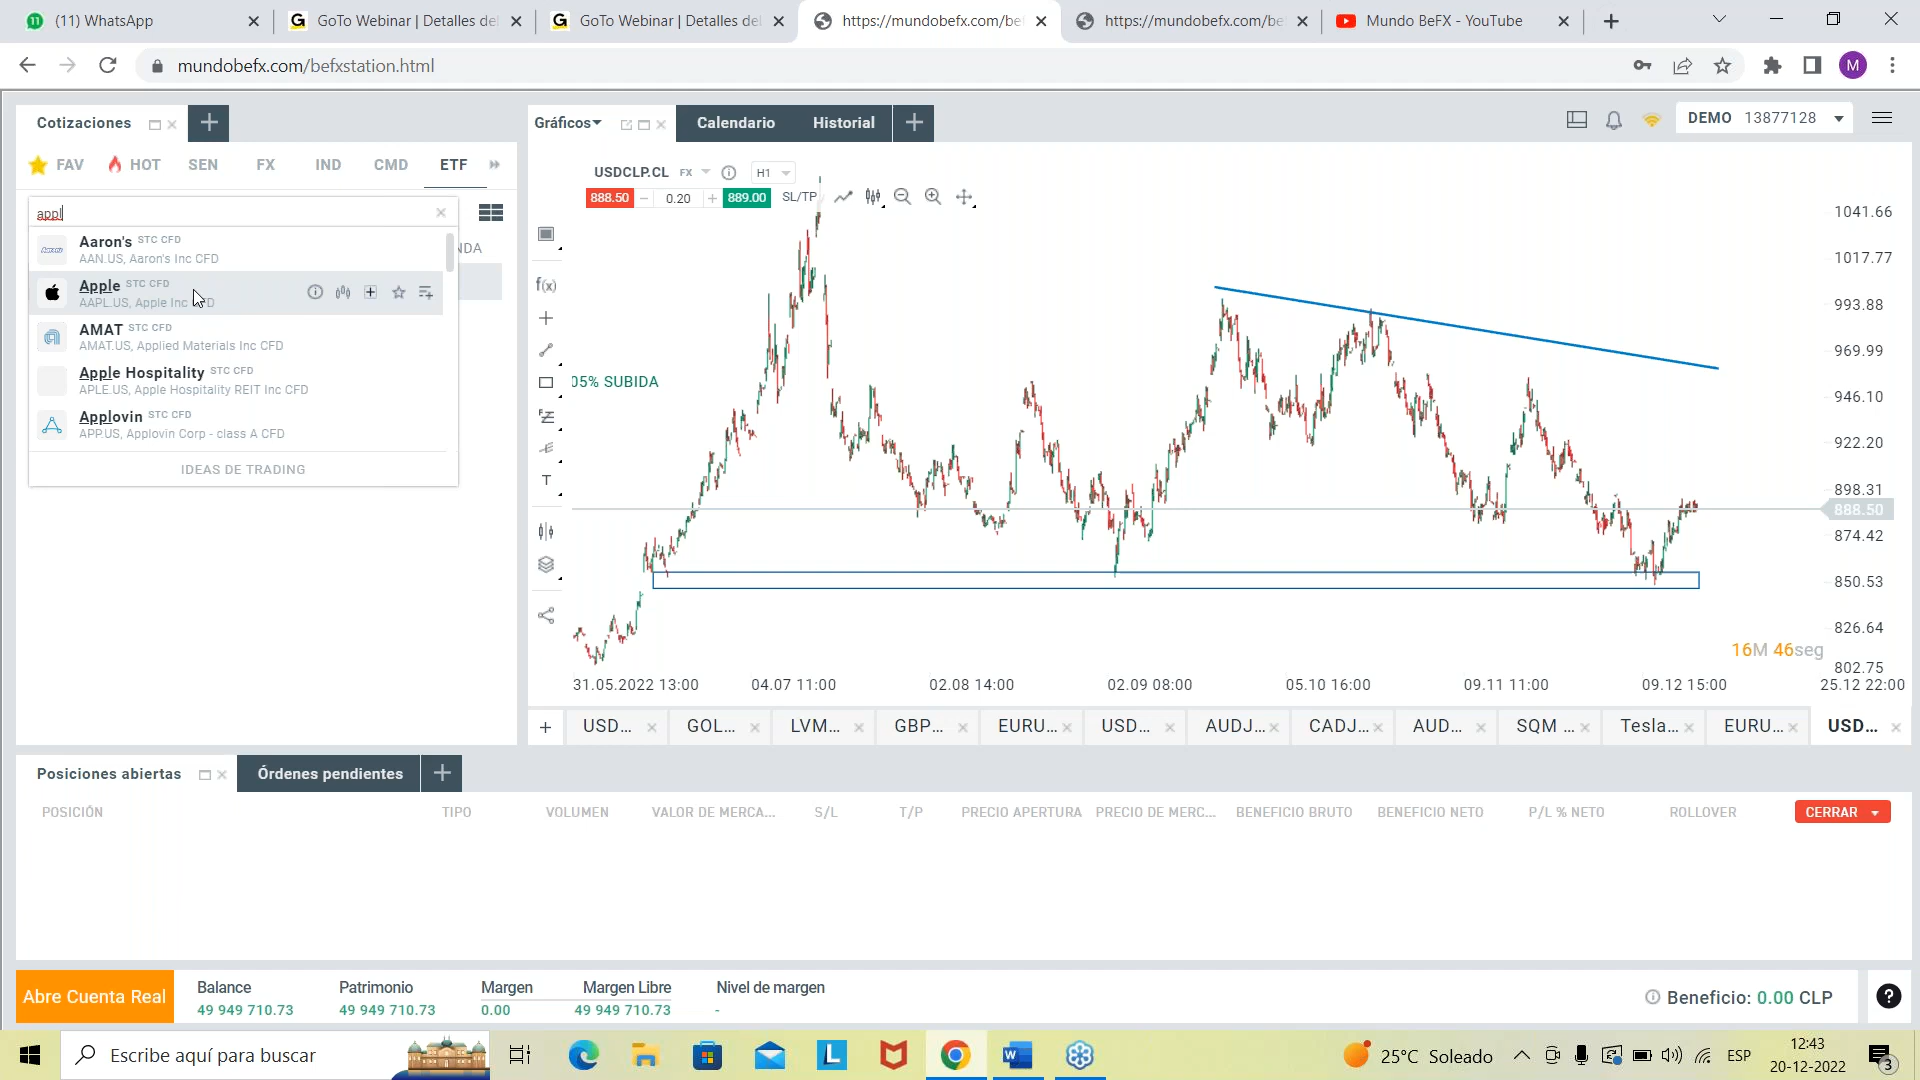 (11) WhatsApp
GoTo Webinar | Detalles del
GoTo Webinar | Detalles del
https://mundobefx.com/be
https://mundobefx.com/be
Mundo BeFX - YouTube
mundobefx.com/befxstation.html
M
Cotizaciones
FAV HOT SEN FX IND CMD ETF
appl
NDA
Aaron's STC CFD
AAN.US, Aaron's Inc CFD
Apple STC CFD
AAPL.US, Apple Inc CFD
AMAT STC CFD
AMAT.US, Applied Materials Inc CFD
Apple Hospitality STC CFD
APLE.US, Apple Hospitality REIT Inc CFD
Applovin STC CFD
APP.US, Applovin Corp - class A CFD
IDEAS DE TRADING
Gráficos Calendario Historial
DEMO 13877128
USDCLP.CL FX H1
888.50 0.20 889.00 SL/TP
f(x)
T
05% SUBIDA
1041.66
1017.77
993.88
969.99
946.10
922.20
898.31
888.50
874.42
850.53
826.64
802.75
16M 46seg
31.05.2022 13:00 04.07 11:00 02.08 14:00 02.09 08:00 05.10 16:00 09.11 11:00 09.12 15:00 25.12 22:00
USD... GOL... LVM... GBP... EURU... USD... AUDJ... CADJ... AUD... SQM ... Tesla... EURU... USD...
Posiciones abiertas Órdenes pendientes
POSICIÓN TIPO VOLUMEN VALOR DE MERCA... S/L T/P PRECIO APERTURA PRECIO DE MERC... BENEFICIO BRUTO BENEFICIO NETO P/L % NETO ROLLOVER CERRAR
Abre Cuenta Real
Balance Patrimonio Margen Margen Libre Nivel de margen
49 949 710.73 49 949 710.73 0.00 49 949 710.73 -
Beneficio: 0.00 CLP
Escribe aquí para buscar
25°C Soleado
ESP
12:43
20-12-2022
3